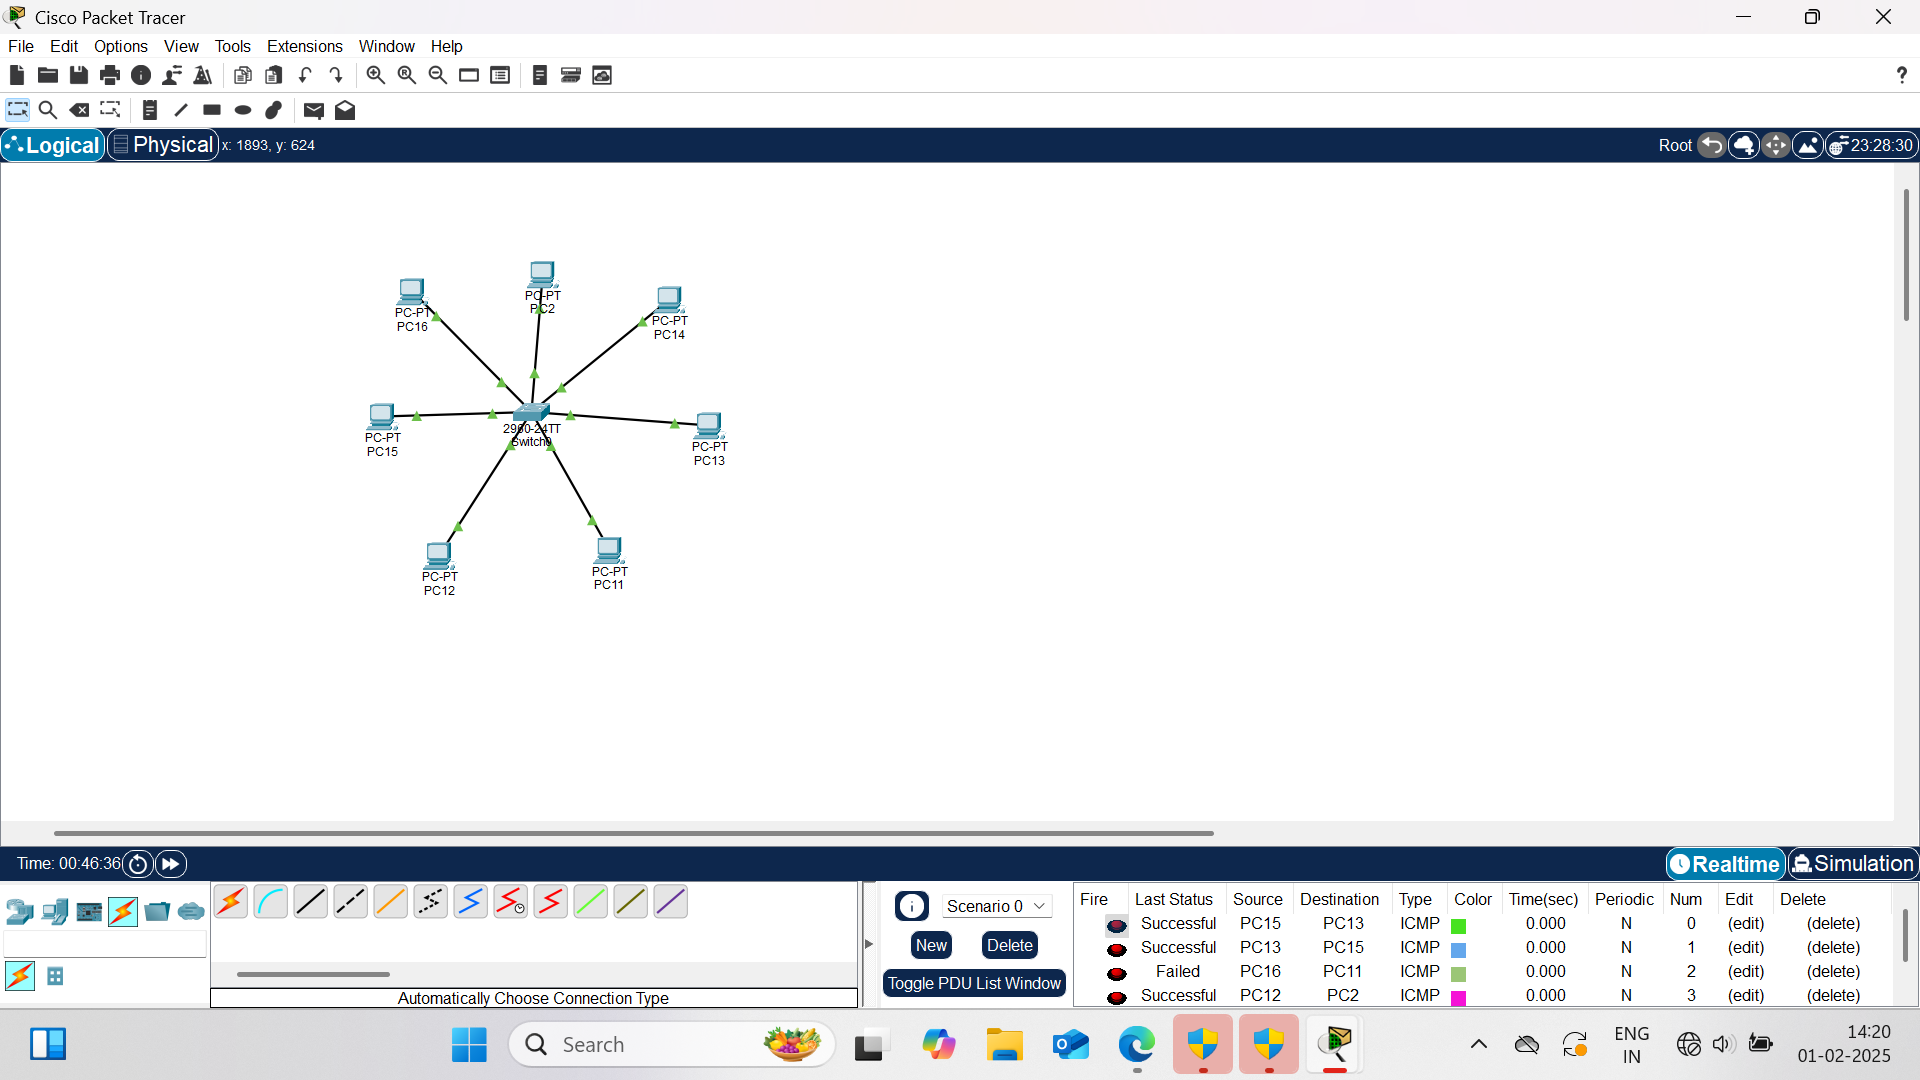 Cisco Packet Tracer
File Edit Options View Tools Extensions Window Help
Logical Physical x: 1893, y: 624 Root 23:28:30
PC-PT
PC16
PC-PT
PC2
PC-PT
PC14
PC-PT
PC15
2960-24TT
Switch0
PC-PT
PC13
PC-PT
PC12
PC-PT
PC11
Time: 00:46:36 Realtime Simulation
Automatically Choose Connection Type
Scenario 0
New Delete
Toggle PDU List Window
Fire Last Status Source Destination Type Color Time(sec) Periodic Num Edit Delete
Successful PC15 PC13 ICMP 0.000 N 0 (edit) (delete)
Successful PC13 PC15 ICMP 0.000 N 1 (edit) (delete)
Failed PC16 PC11 ICMP 0.000 N 2 (edit) (delete)
Successful PC12 PC2 ICMP 0.000 N 3 (edit) (delete)
Search
ENG
IN
14:20
01-02-2025